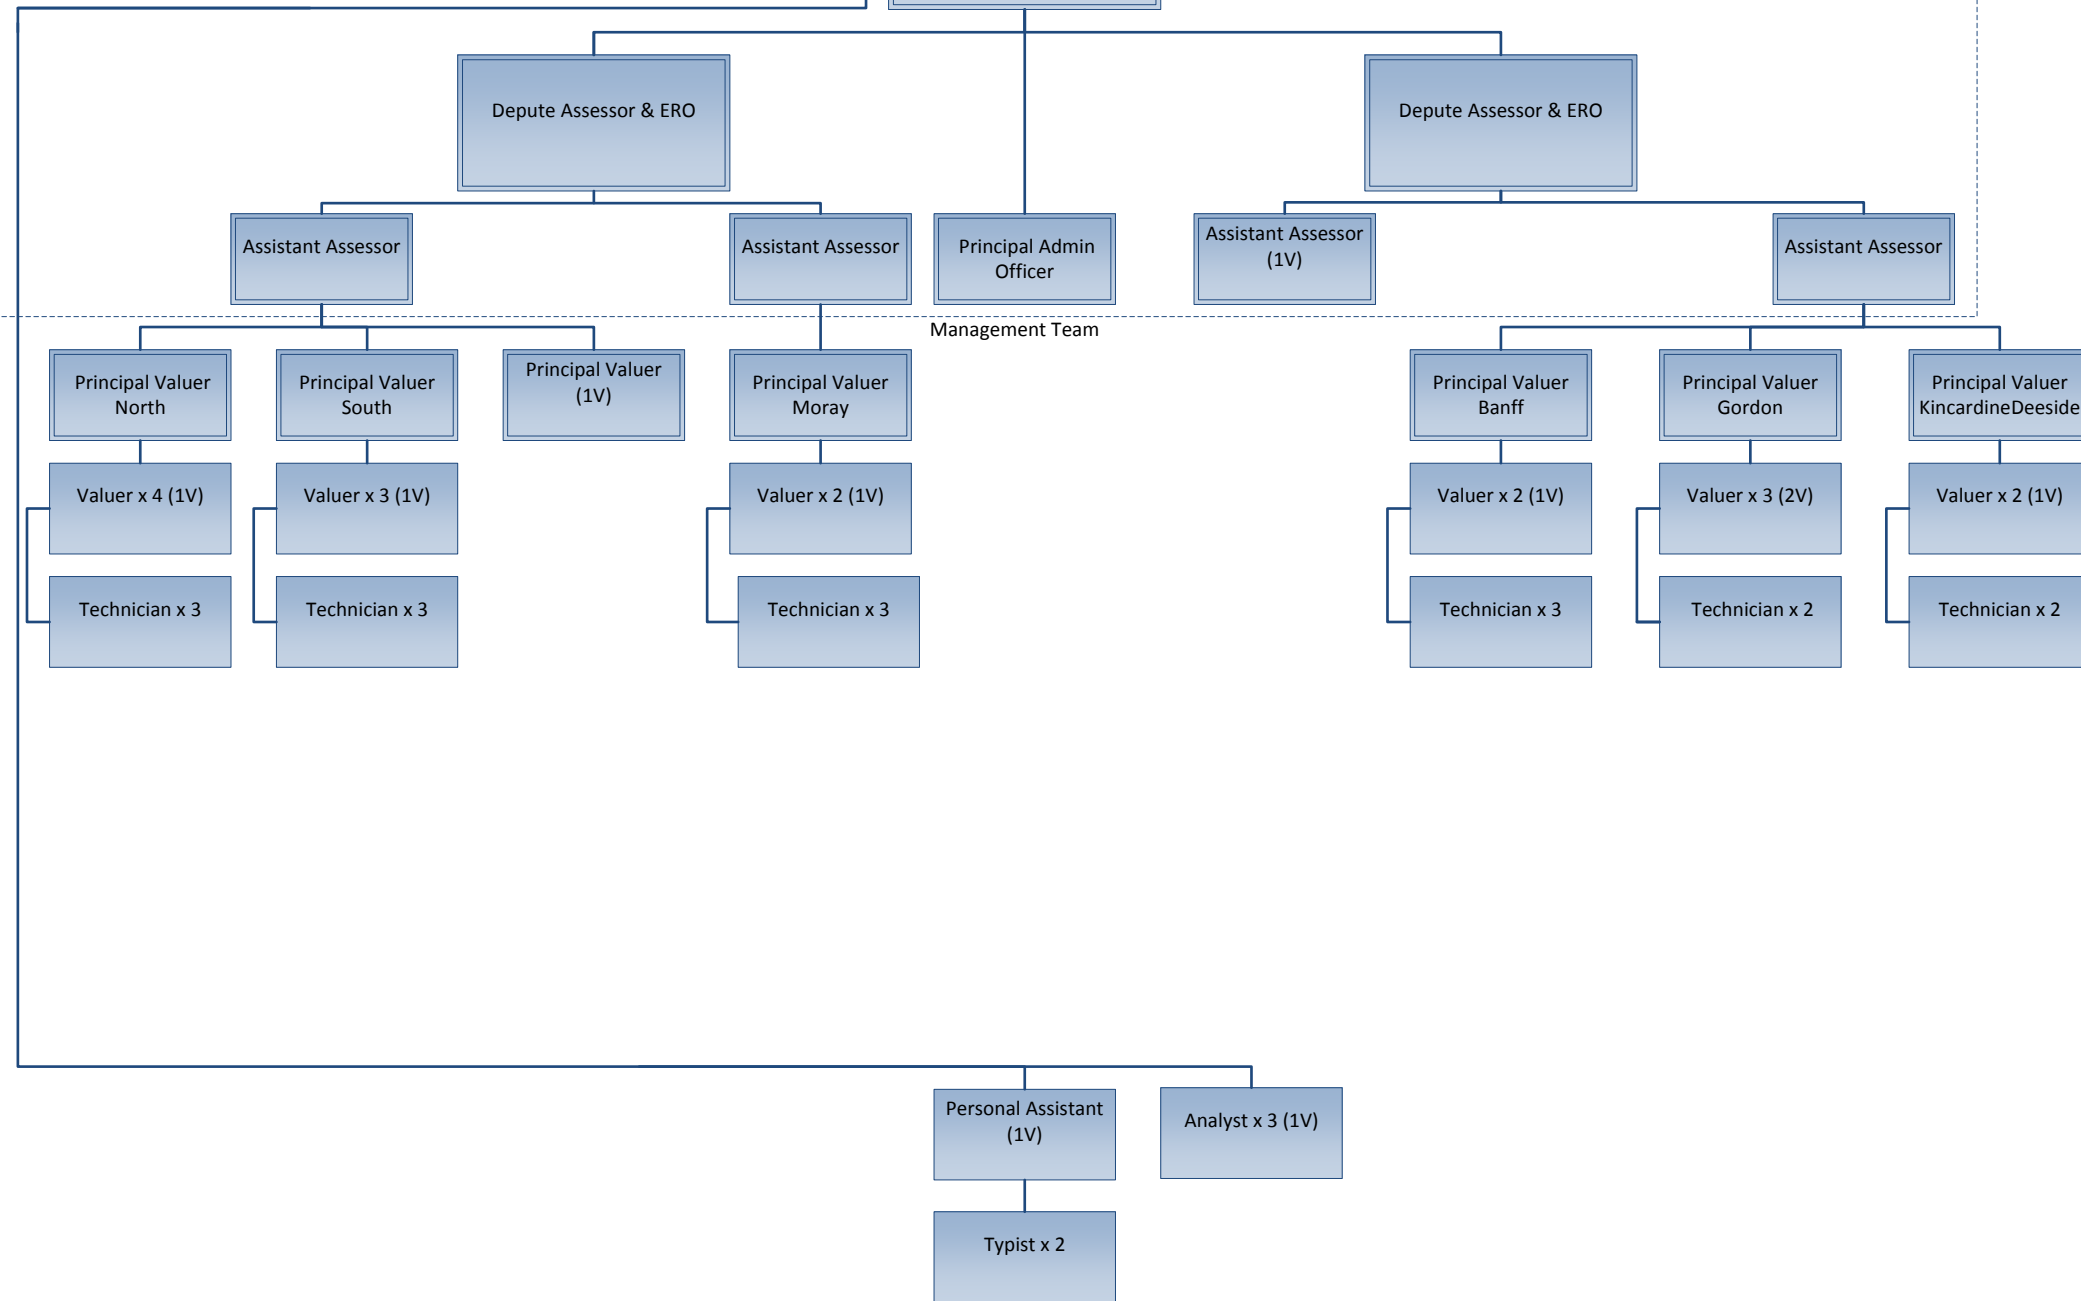 Depute Assessor & ERO
Depute Assessor & ERO
Assistant Assessor
Assistant Assessor
Principal Admin
Officer
Assistant Assessor
(1V)
Assistant Assessor
Management Team
Principal Valuer
North
Principal Valuer
South
Principal Valuer
(1V)
Principal Valuer
Moray
Principal Valuer
Banff
Principal Valuer
Gordon
Principal Valuer
KincardineDeeside
Valuer x 4 (1V)
Valuer x 3 (1V)
Valuer x 2 (1V)
Valuer x 2 (1V)
Valuer x 3 (2V)
Valuer x 2 (1V)
Technician x 3
Technician x 3
Technician x 3
Technician x 3
Technician x 2
Technician x 2
Personal Assistant
(1V)
Analyst x 3 (1V)
Typist x 2